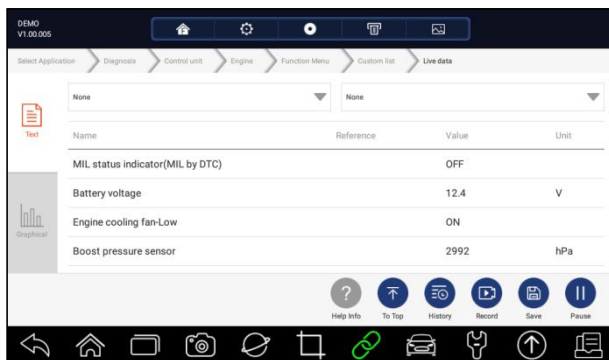 DEMO
V1.00.005
Select Application Diagnosis Control unit Engine Function Menu Custom list Live data
None None
Text
Name Reference Value Unit
MIL status indicator(MIL by DTC) OFF
Battery voltage 12.4 V
Engine cooling fan-Low ON
Graphical
Boost pressure sensor 2992 hPa
Help Info To Top History Record Save Pause